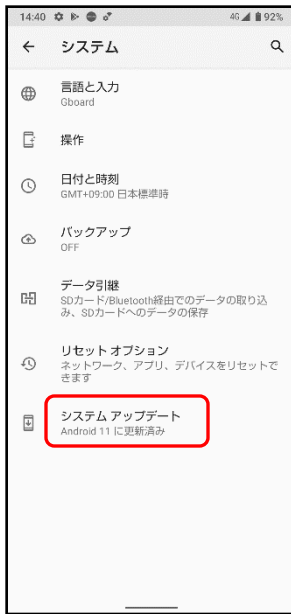 14:40 4G 92%
システム
言語と入力
Gboard
操作
日付と時刻
GMT+09:00 日本標準時
バックアップ
OFF
データ引継
SDカード/Bluetooth経由でのデータの取り込
み、SDカードへのデータの保存
リセット オプション
ネットワーク、アプリ、デバイスをリセットで
きます
システム アップデート
Android 11 に更新済み